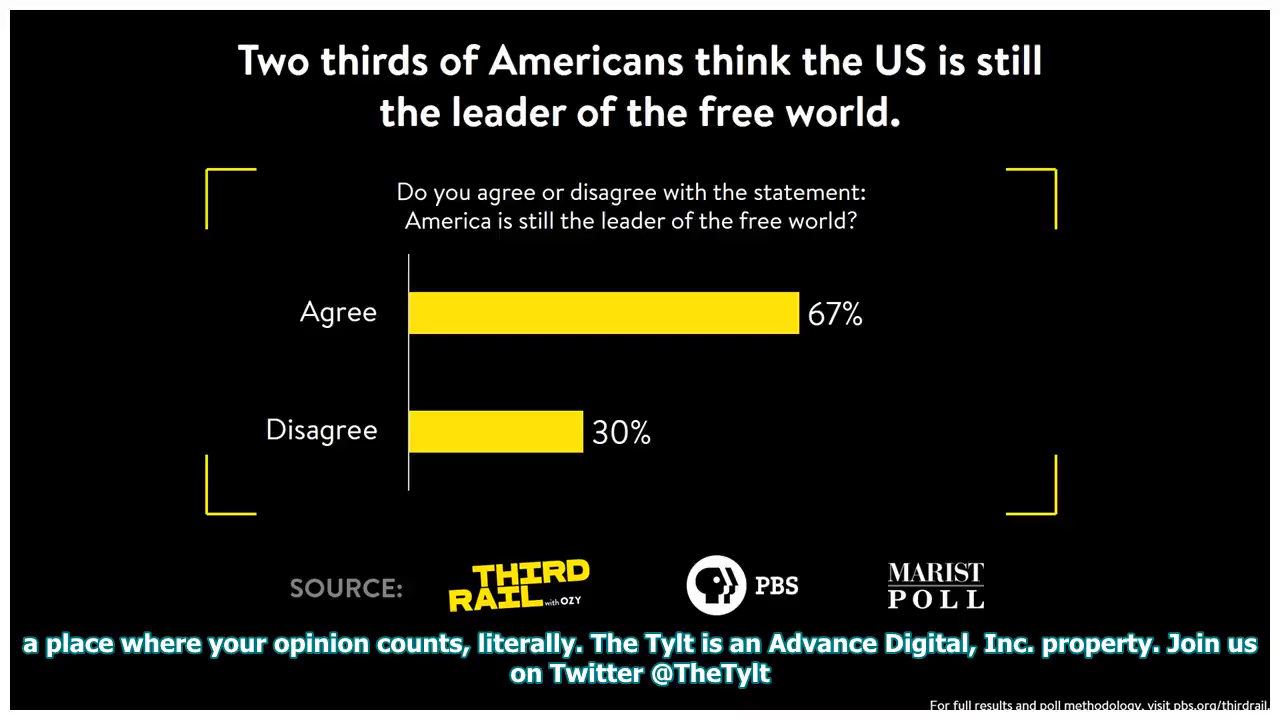 Two thirds of Americans think the US is still
the leader of the free world.
Do you agree or disagree with the statement:
America is still the leader of the free world?
Agree
67%
Disagree
30%
SOURCE:
THIRD
RAIL with OZY
PBS
MARIST
POLL
a place where your opinion counts, literally. The Tylt is an Advance Digital, Inc. property. Join us
on Twitter @TheTylt
For full results and poll methodology, visit pbs.org/thirdrail.